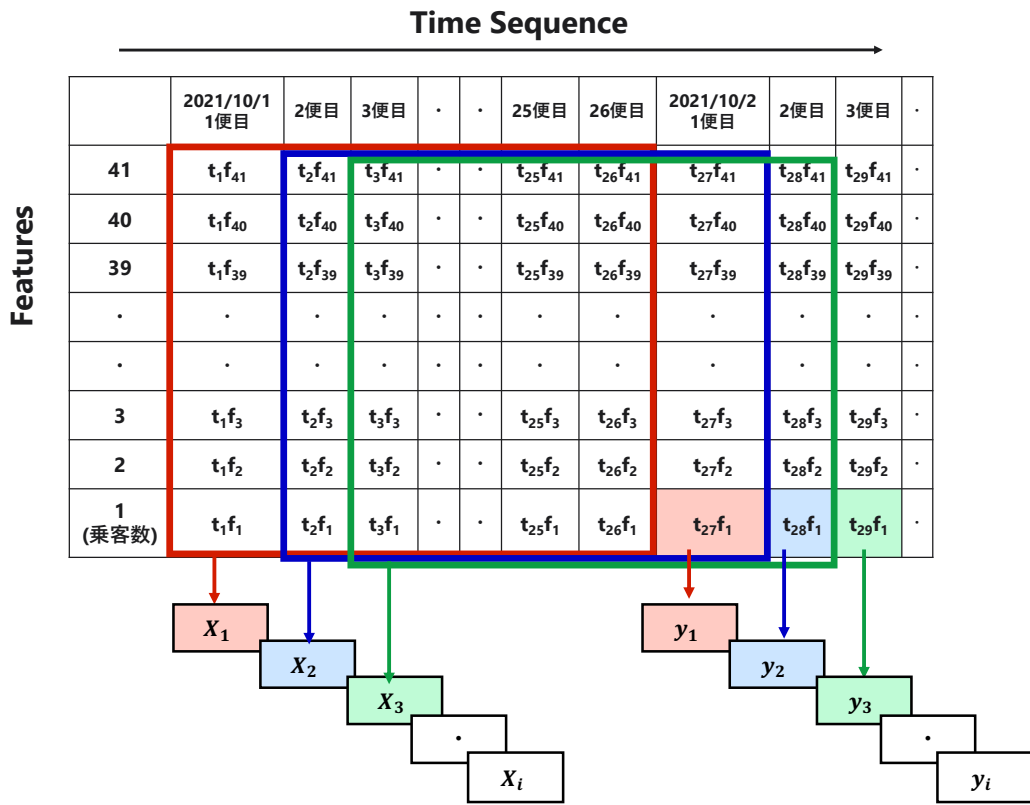 Time Sequence
Features
2021/10/1 2便目 3便目 ・ ・ 25便目 26便目 2021/10/2 2便目 3便目 ・
1便目 1便目
41 t₁f₄₁ t₂f₄₁ t₃f₄₁ ・ ・ t₂₅f₄₁ t₂₆f₄₁ t₂₇f₄₁ t₂₈f₄₁ t₂₉f₄₁ ・
40 t₁f₄₀ t₂f₄₀ t₃f₄₀ ・ ・ t₂₅f₄₀ t₂₆f₄₀ t₂₇f₄₀ t₂₈f₄₀ t₂₉f₄₀ ・
39 t₁f₃₉ t₂f₃₉ t₃f₃₉ ・ ・ t₂₅f₃₉ t₂₆f₃₉ t₂₇f₃₉ t₂₈f₃₉ t₂₉f₃₉ ・
・ ・ ・ ・ ・ ・ ・ ・ ・ ・ ・ ・
・ ・ ・ ・ ・ ・ ・ ・ ・ ・ ・ ・
3 t₁f₃ t₂f₃ t₃f₃ ・ ・ t₂₅f₃ t₂₆f₃ t₂₇f₃ t₂₈f₃ t₂₉f₃ ・
2 t₁f₂ t₂f₂ t₃f₂ ・ ・ t₂₅f₂ t₂₆f₂ t₂₇f₂ t₂₈f₂ t₂₉f₂ ・
1
(乗客数) t₁f₁ t₂f₁ t₃f₁ ・ ・ t₂₅f₁ t₂₆f₁ t₂₇f₁ t₂₈f₁ t₂₉f₁ ・
X₁ y₁
X₂ y₂
X₃ y₃
・ ・
Xᵢ yᵢ